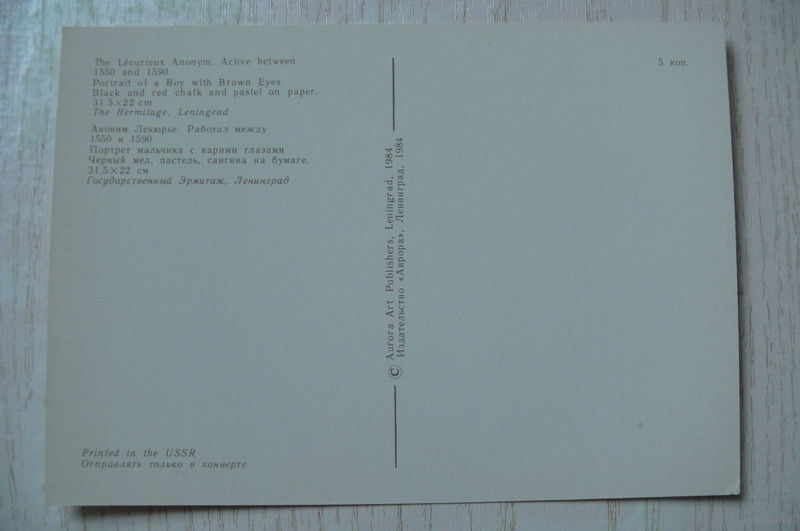 The Lécurieux Anonym. Active between
1550 and 1590
Portrait of a Boy with Brown Eyes
Black and red chalk and pastel on paper.
31.5×22 cm
The Hermitage, Leningrad
Аноним Лекюрье. Работал между
1550 и 1590
Портрет мальчика с карими глазами
Черный мел, пастель, сангина на бумаге.
31,5×22 см
Государственный Эрмитаж, Ленинград
5 коп.
© Aurora Art Publishers, Leningrad, 1984
Издательство «Аврора», Ленинград, 1984
Printed in the USSR
Отправлять только в конверте